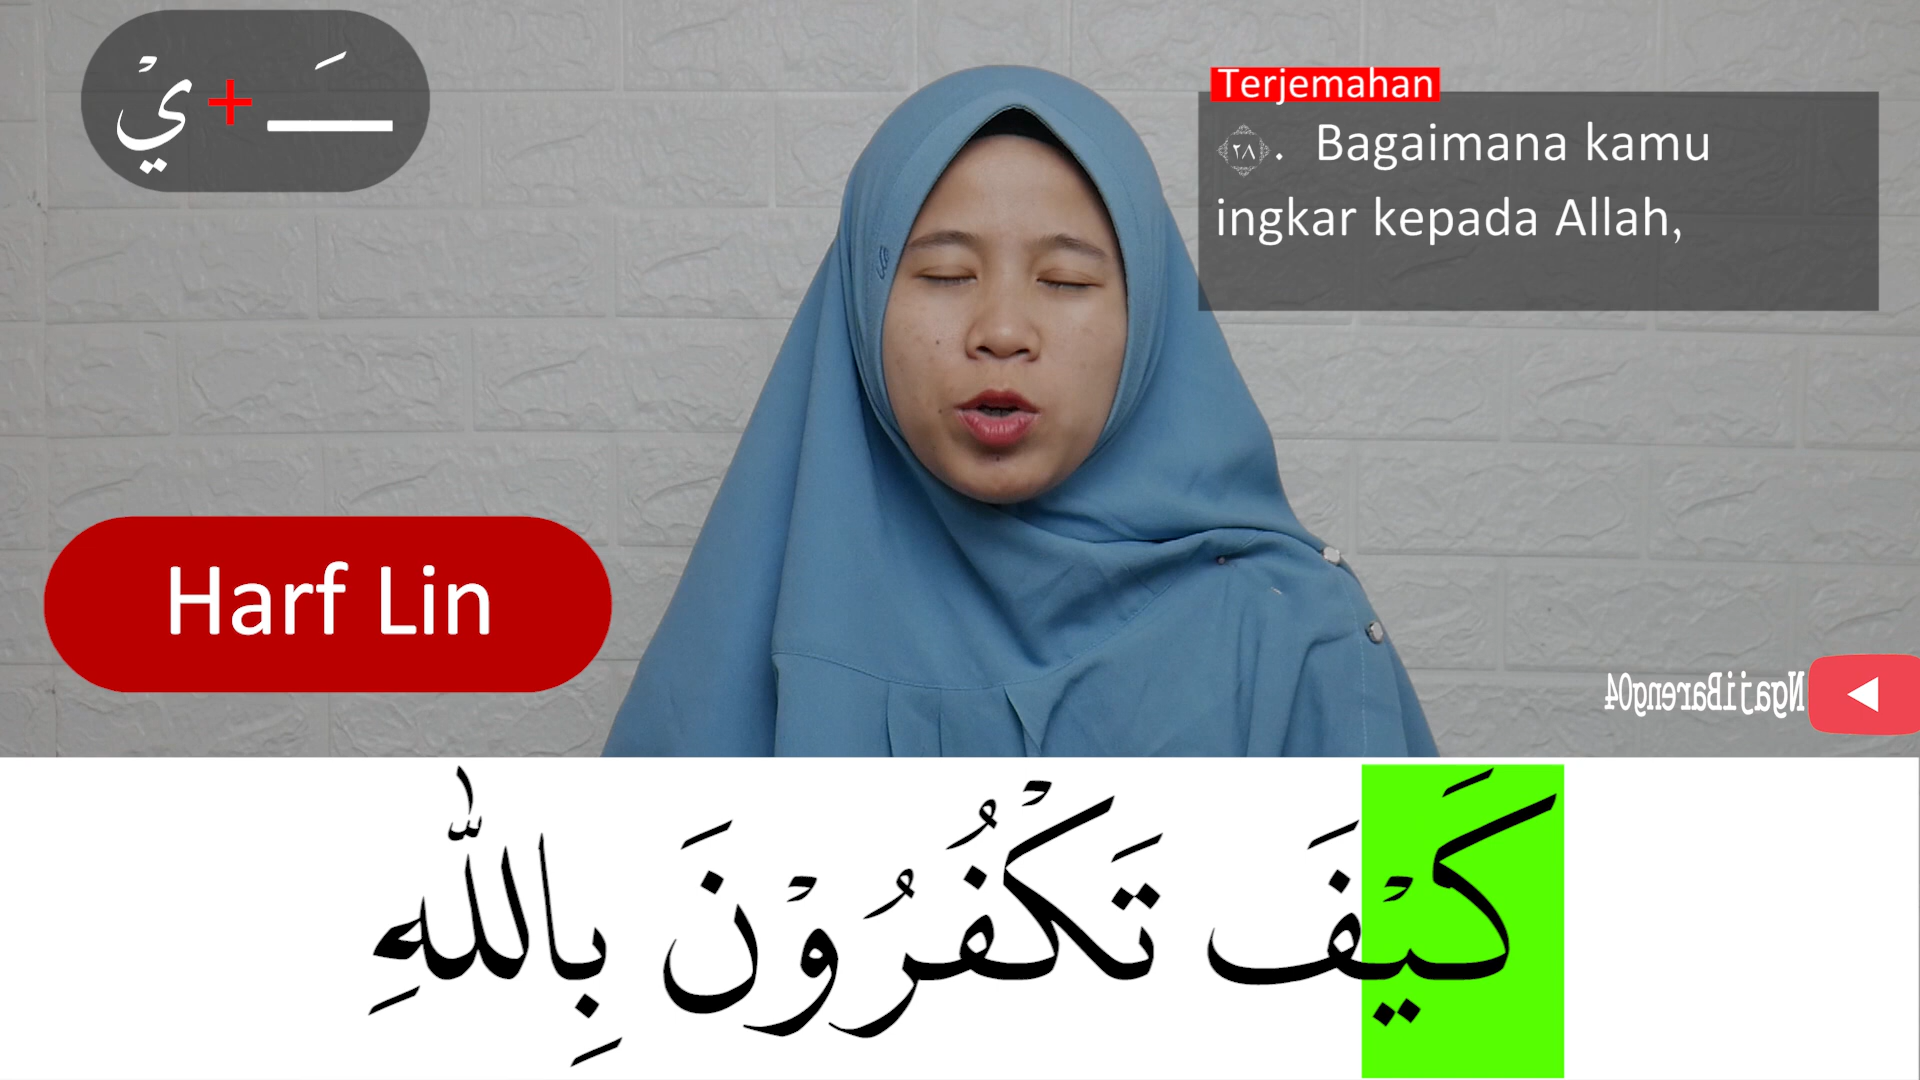 ـَ + يْ
Terjemahan
﴿٢٨﴾. Bagaimana kamu
ingkar kepada Allah,
Harf Lin
NgajiBareng04
كَيْفَ تَكْفُرُوْنَ بِاللّٰهِ